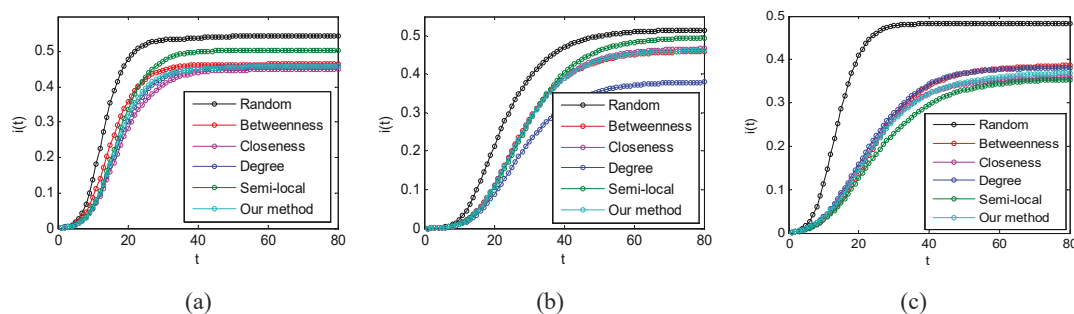 0.5
0.4
0.3
0.2
0.1
0
i(t)
0 20 40 60 80
t
Random
Betweenness
Closeness
Degree
Semi-local
Our method
(a)
0.5
0.4
0.3
0.2
0.1
0
i(t)
0 20 40 60 80
t
Random
Betweenness
Closeness
Degree
Semi-local
Our method
(b)
0.5
0.4
0.3
0.2
0.1
0
i(t)
0 20 40 60 80
t
Random
Betweenness
Closeness
Degree
Semi-local
Our method
(c)